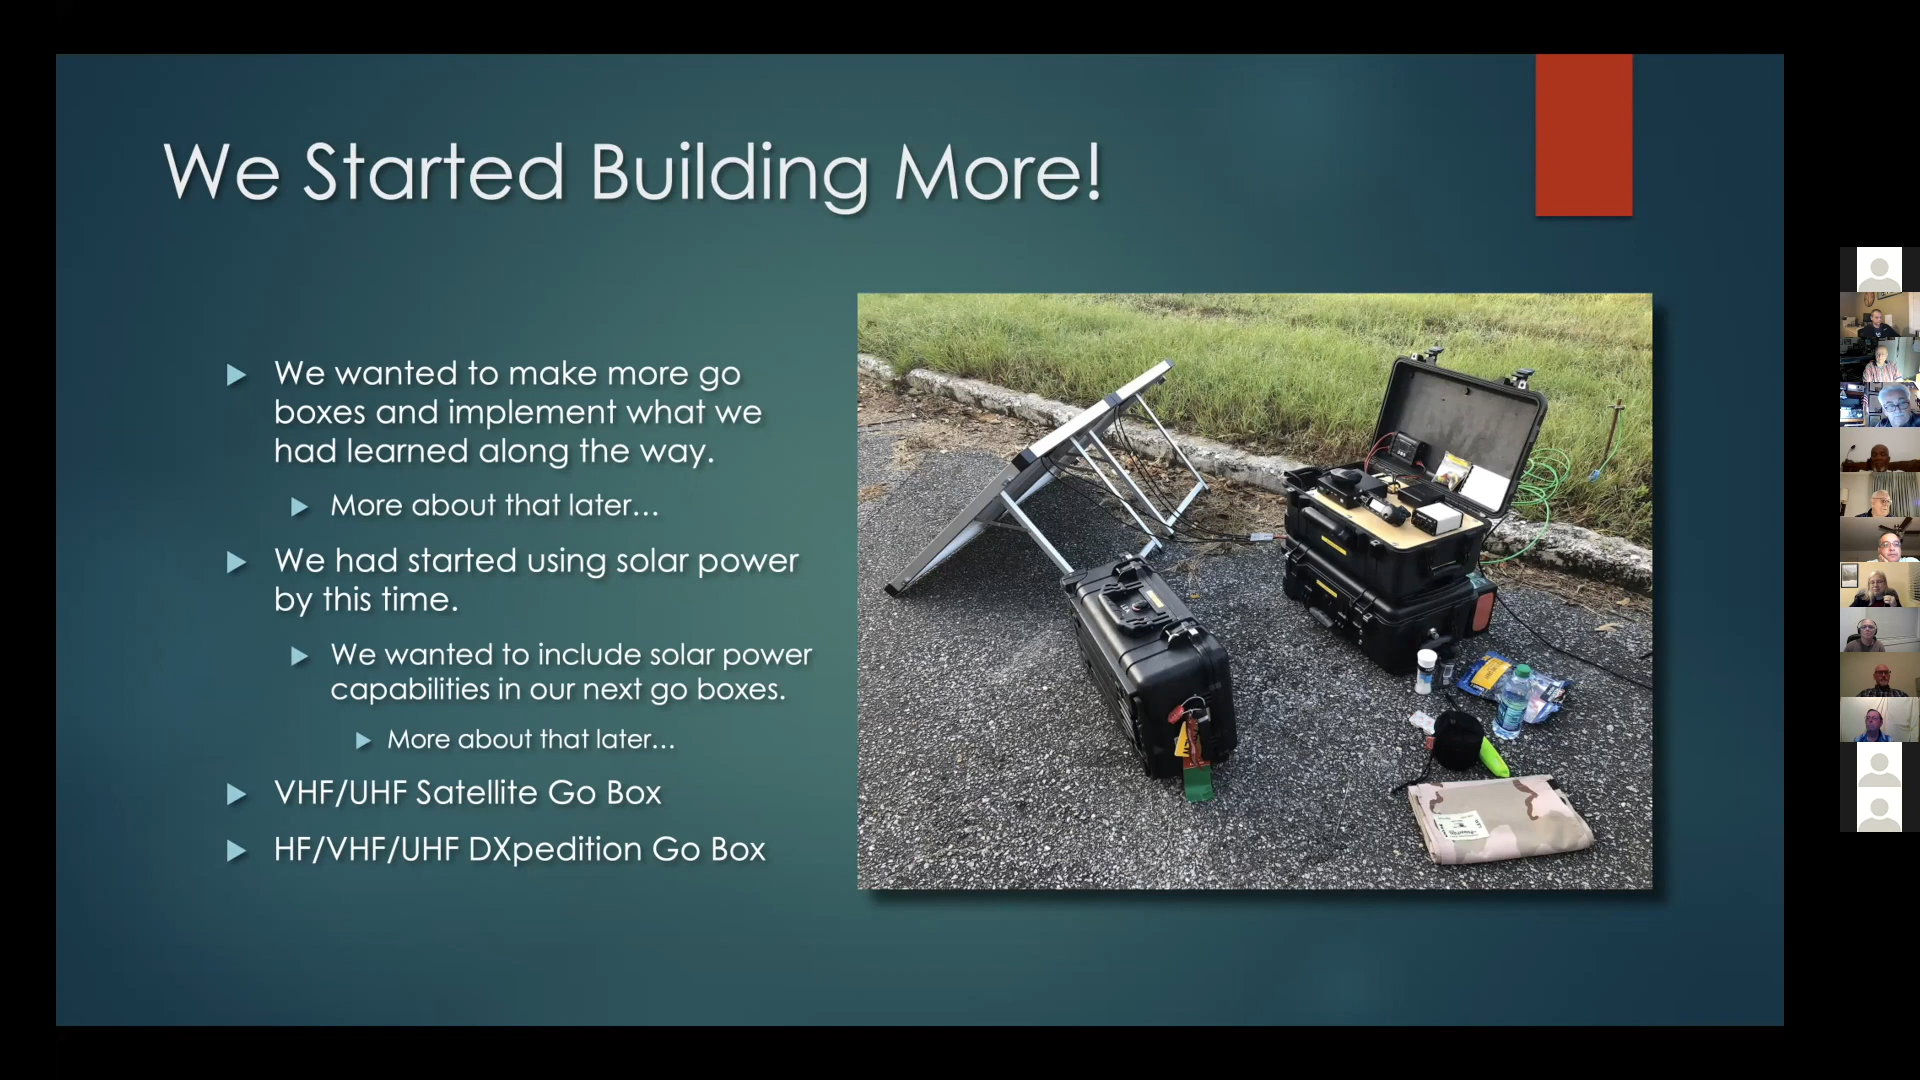 We Started Building More!
We wanted to make more go
boxes and implement what we
had learned along the way.
More about that later...
We had started using solar power
by this time.
We wanted to include solar power
capabilities in our next go boxes.
More about that later...
VHF/UHF Satellite Go Box
HF/VHF/UHF DXpedition Go Box